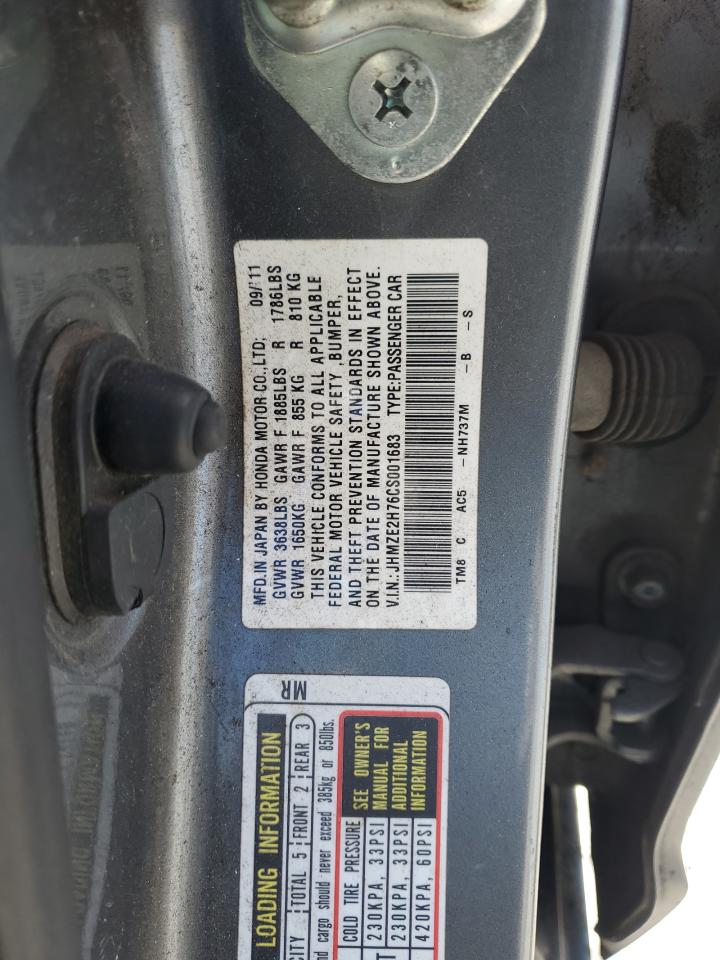 MFD.IN JAPAN BY HONDA MOTOR CO.,LTD; 09/'11
GVWR 3638LBS GAWR F 1885LBS R 1786LBS
GVWR 1650KG GAWR F 855 KG R 810 KG
THIS VEHICLE CONFORMS TO ALL APPLICABLE
FEDERAL MOTOR VEHICLE SAFETY ,BUMPER,
AND THEFT PREVENTION STANDARDS IN EFFECT
ON THE DATE OF MANUFACTURE SHOWN ABOVE.
V.I.N.:JHMZE2H76CS001683 TYPE:PASSENGER CAR
TM8 C AC5 -NH737M -B -S
MR
LOADING INFORMATION
CITY TOTAL 5 FRONT 2 REAR 3
nd cargo should never exceed 385kg or 850lbs.
COLD TIRE PRESSURE
230KPA, 33PSI
230KPA, 33PSI
420KPA, 60PSI
SEE OWNER'S
MANUAL FOR
ADDITIONAL
INFORMATION